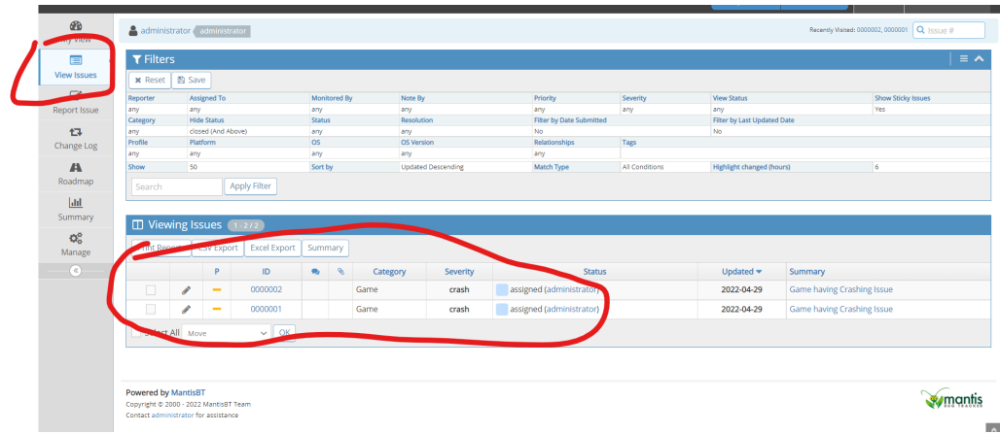 administrator administrator
Recently Visited: 0000002, 0000001 Issue #
My View
View Issues
Report Issue
Change Log
Roadmap
Summary
Manage
Filters
Reset Save
Reporter Assigned To Monitored By Note By Priority Severity View Status Show Sticky Issues
any any any any any any any Yes
Category Hide Status Status Resolution Filter by Date Submitted Filter by Last Updated Date
any closed (And Above) any any No No
Profile Platform OS OS Version Relationships Tags
any any any any any
Show 50 Sort by Updated Descending Match Type All Conditions Highlight changed (hours) 6
Search Apply Filter
Viewing Issues 1 - 2 / 2
Print Reports CSV Export Excel Export Summary
P ID Category Severity Status Updated Summary
0000002 Game crash assigned (administrator) 2022-04-29 Game having Crashing Issue
0000001 Game crash assigned (administrator) 2022-04-29 Game having Crashing Issue
Select All Move OK
Powered by MantisBT
Copyright © 2000 - 2022 MantisBT Team
Contact administrator for assistance
mantis
BUG TRACKER